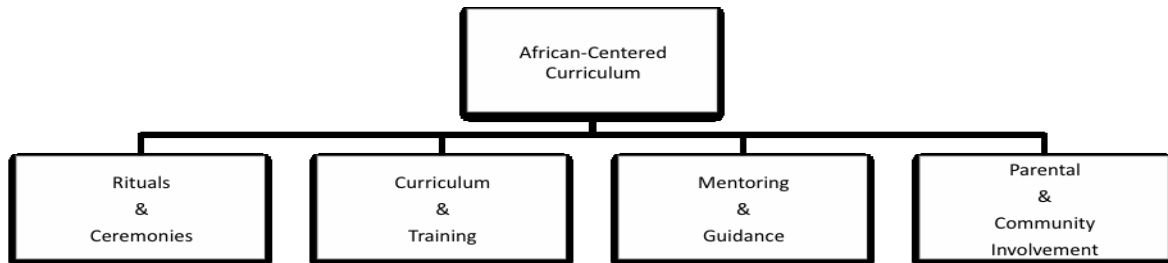 African-Centered
Curriculum
Rituals
&
Ceremonies
Curriculum
&
Training
Mentoring
&
Guidance
Parental
&
Community
Involvement